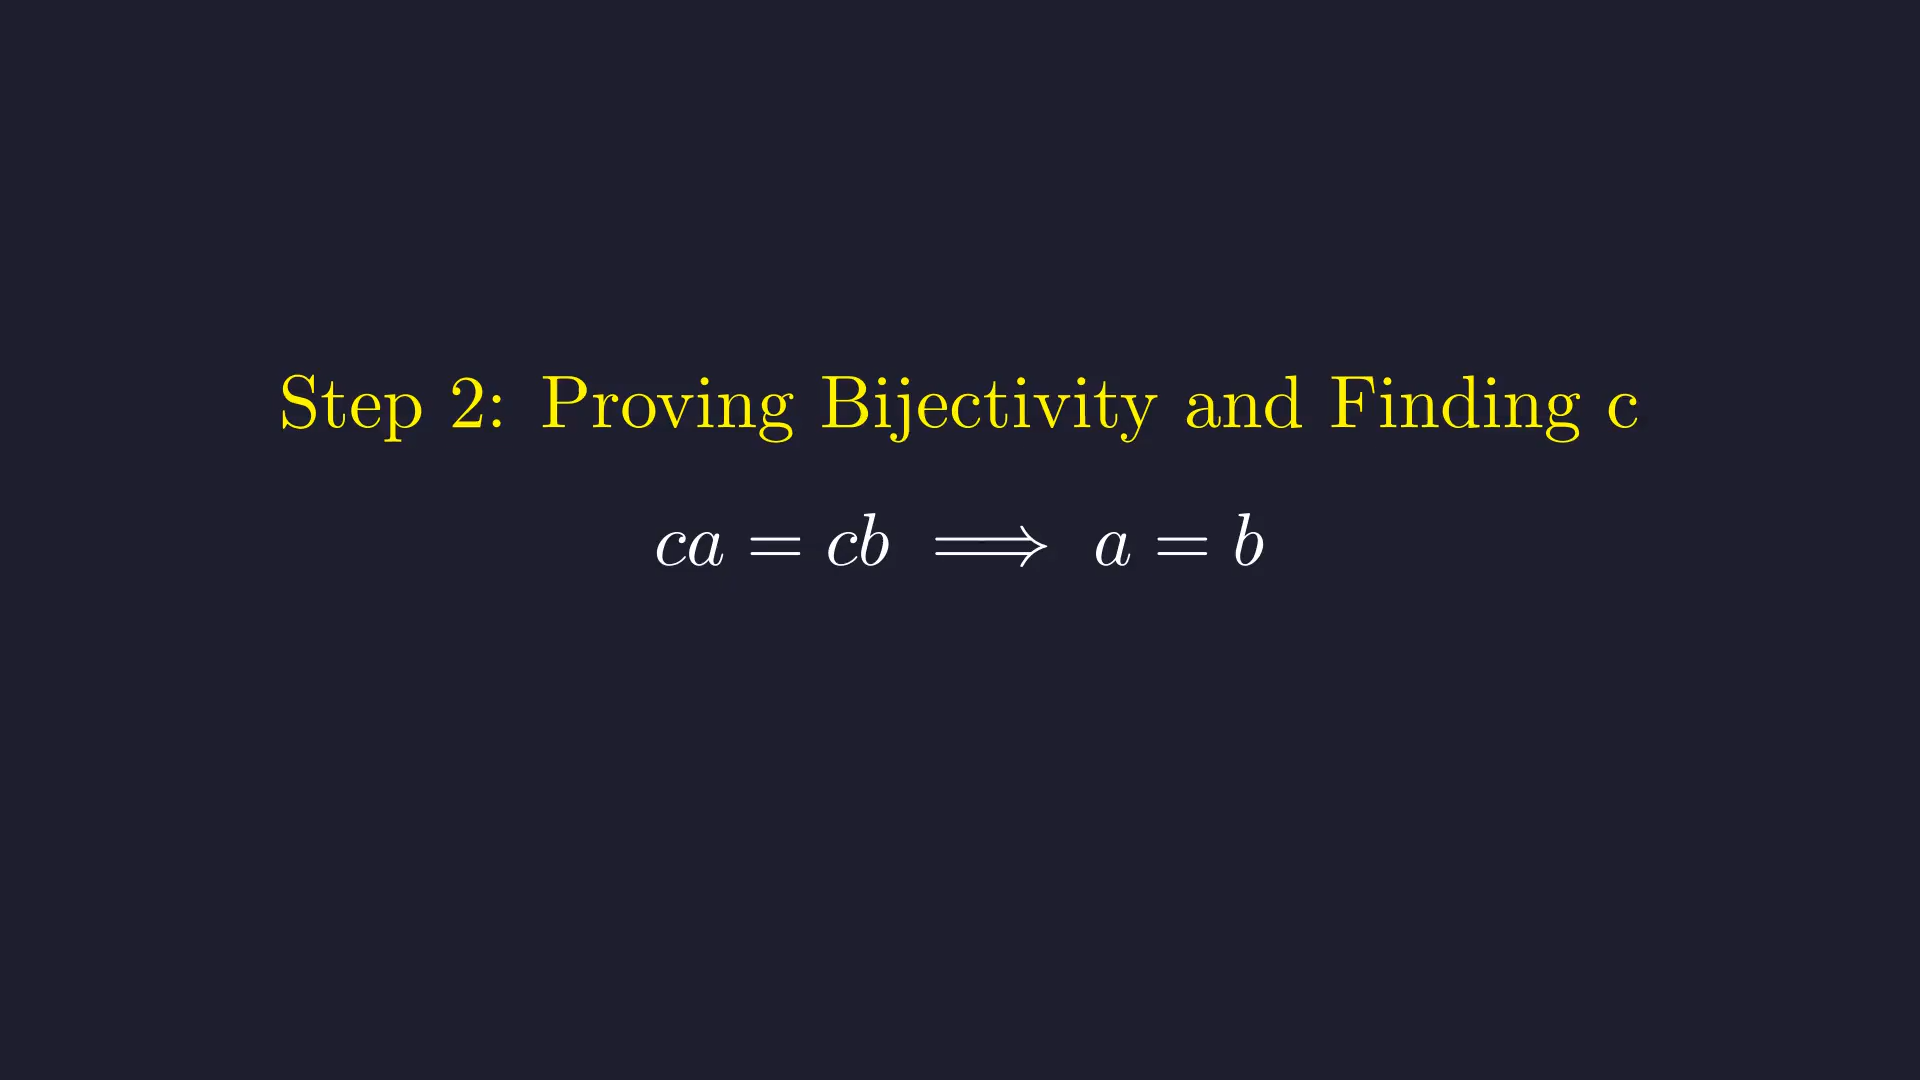 Step 2: Proving Bijectivity and Finding c
ca = cb ⟹ a = b